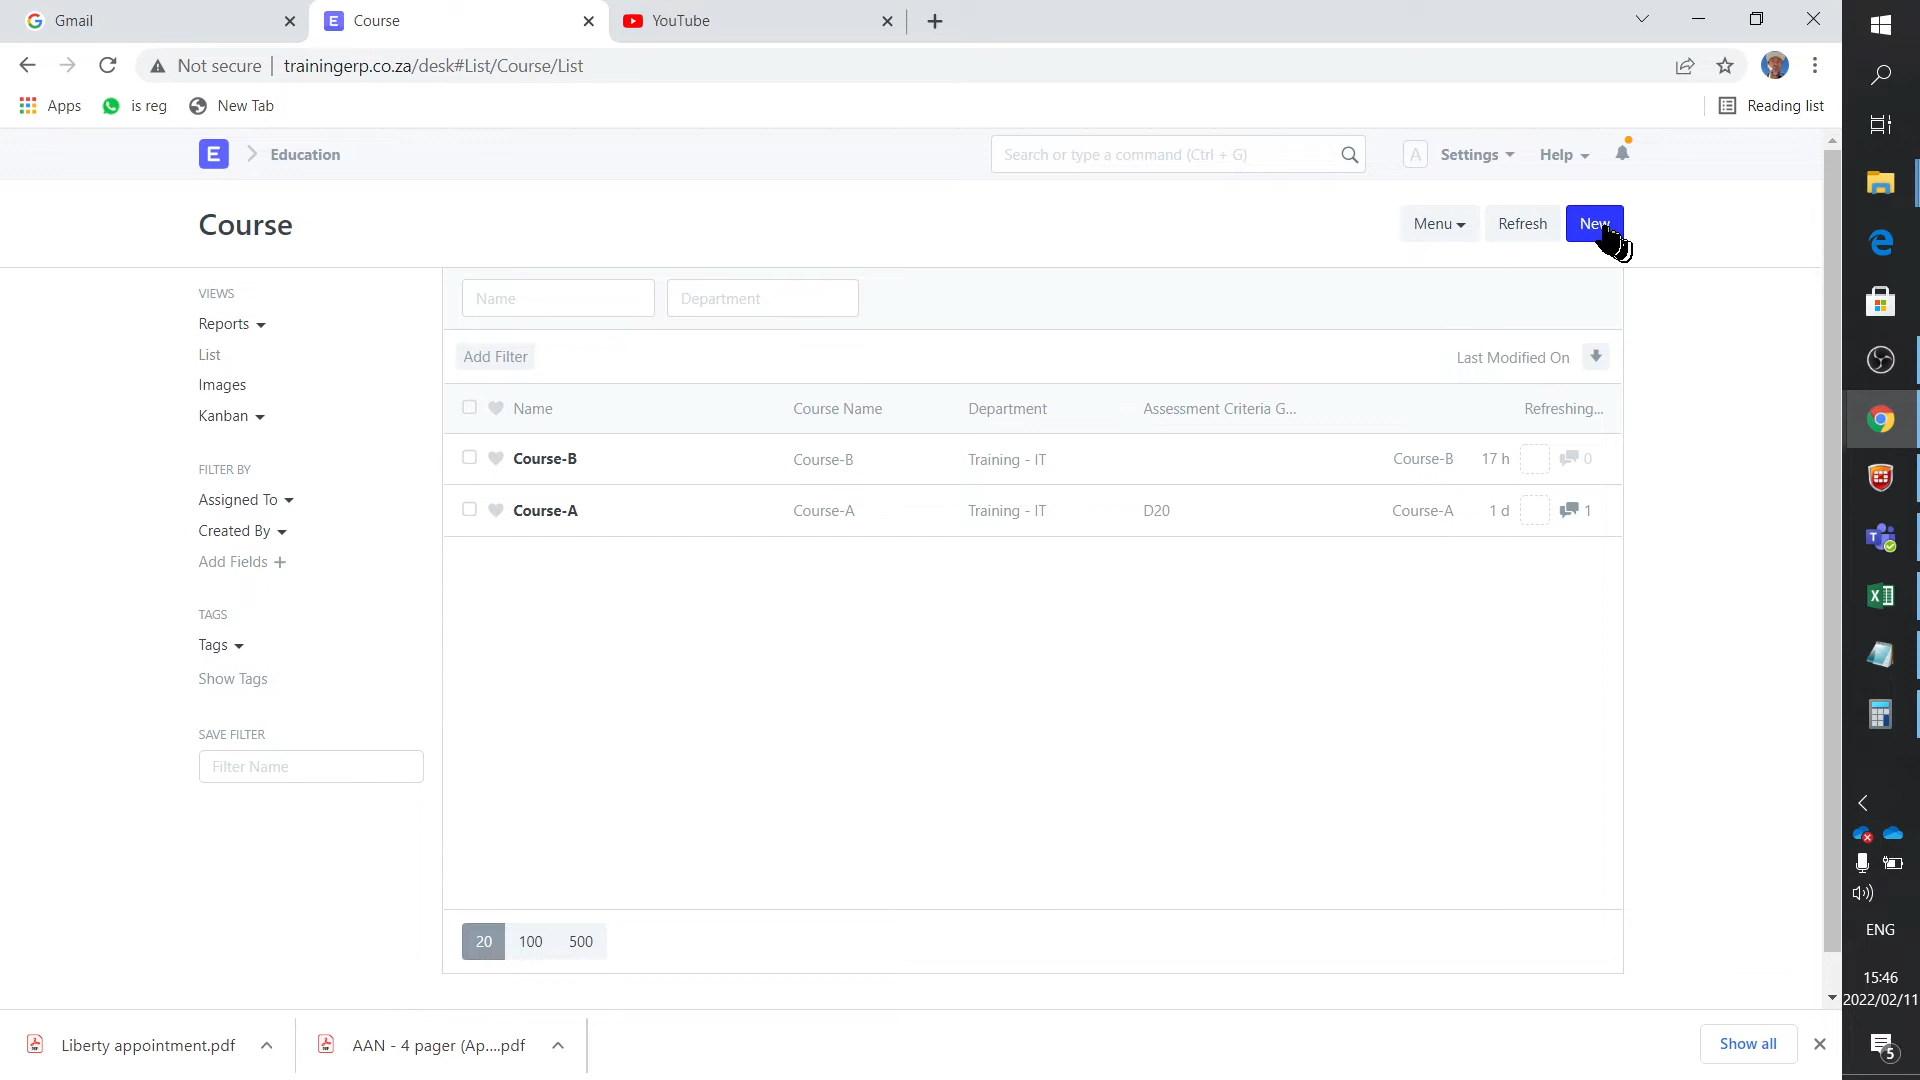 Gmail
Course
YouTube
Not secure
trainingerp.co.za/desk#List/Course/List
Apps
is reg
New Tab
Reading list
E
Education
Search or type a command (Ctrl + G)
A
Settings
Help
Course
Menu
Refresh
New
VIEWS
Reports
List
Images
Kanban
FILTER BY
Assigned To
Created By
Add Fields
TAGS
Tags
Show Tags
SAVE FILTER
Filter Name
Name
Department
Add Filter
Last Modified On
Name
Course Name
Department
Assessment Criteria G...
Refreshing...
Course-B
Course-B
Training - IT
Course-B
17 h
0
Course-A
Course-A
Training - IT
D20
Course-A
1 d
1
20
100
500
ENG
15:46
2022/02/11
5
Liberty appointment.pdf
AAN - 4 pager (Ap....pdf
Show all